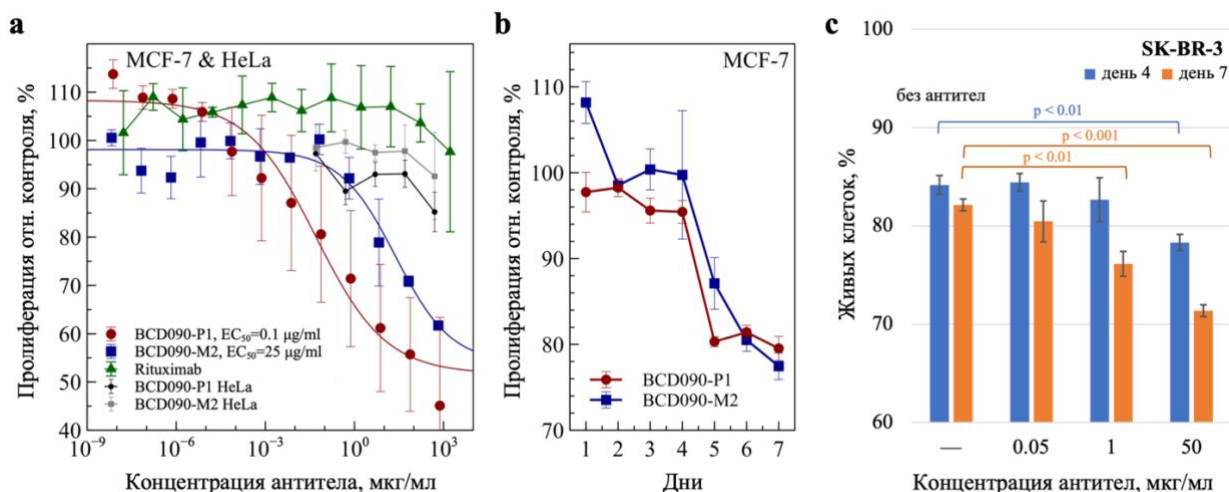 a
MCF-7 & HeLa
Пролиферация отн. контроля, %
110
100
90
80
70
60
50
40
BCD090-P1, EC₅₀=0.1 μg/ml
BCD090-M2, EC₅₀=25 μg/ml
Rituximab
BCD090-P1 HeLa
BCD090-M2 HeLa
10⁻⁹ 10⁻⁶ 10⁻³ 10⁰ 10³
Концентрация антитела, мкг/мл
b
MCF-7
Пролиферация отн. контроля, %
110
100
90
80
70
BCD090-P1
BCD090-M2
1 2 3 4 5 6 7
Дни
c
SK-BR-3
день 4 день 7
без антител
p < 0.01
p < 0.001
p < 0.01
Живых клеток, %
100
90
80
70
60
— 0.05 1 50
Концентрация антител, мкг/мл